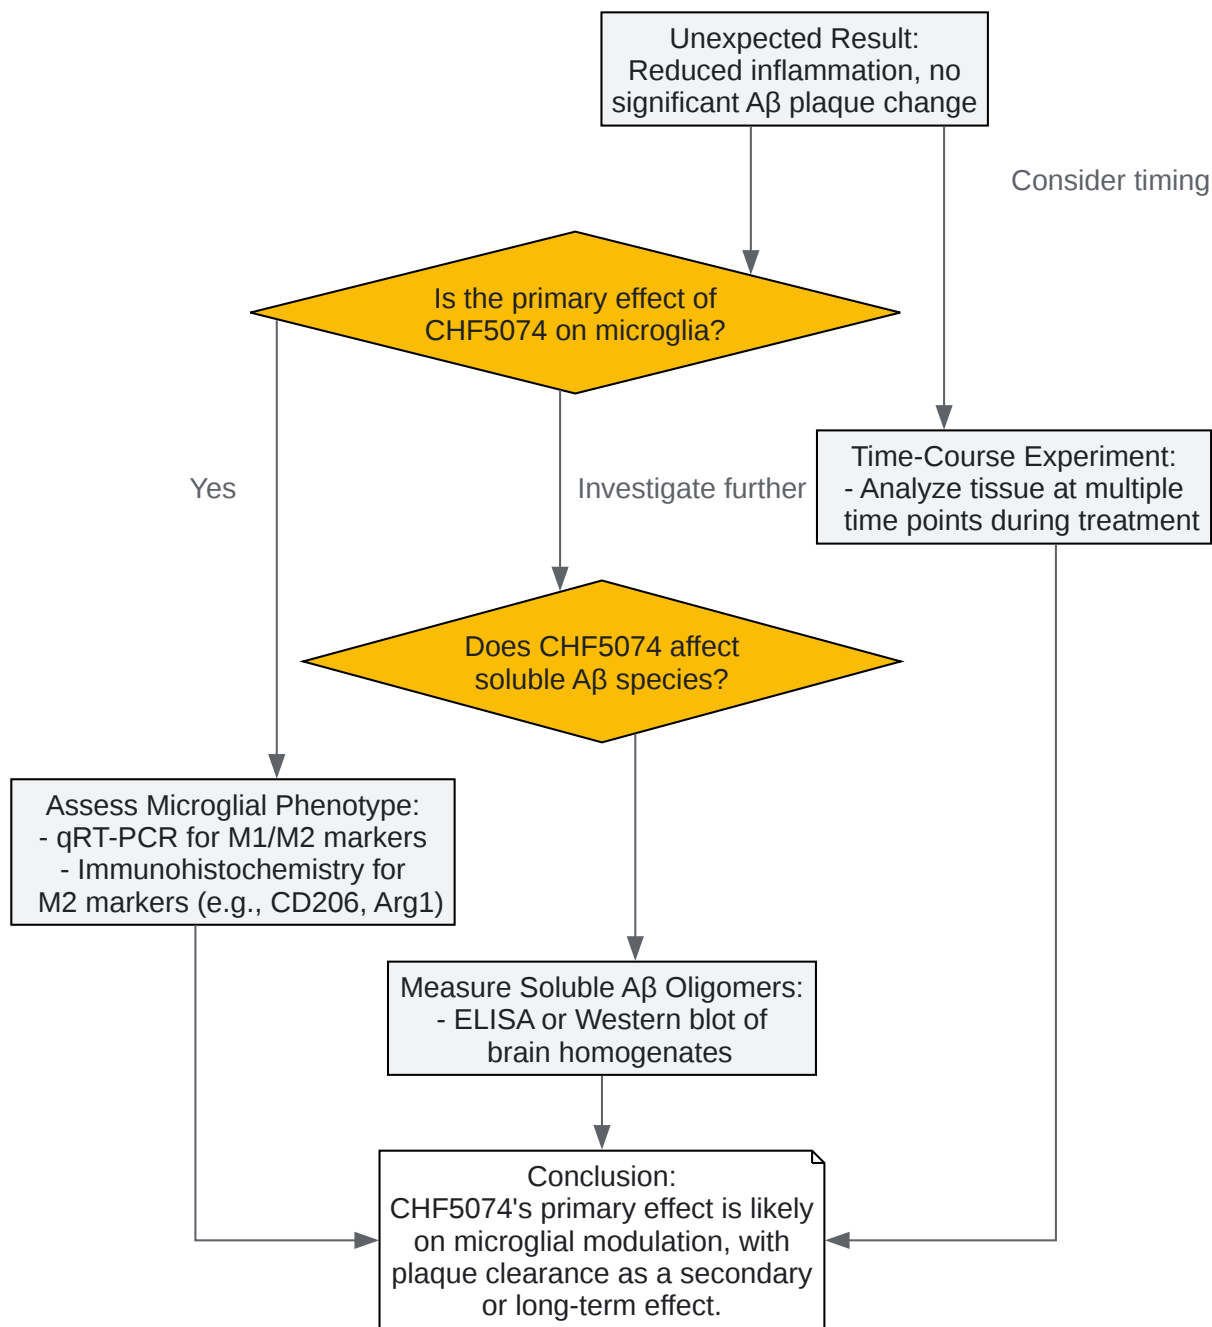 Unexpected Result:
Reduced inflammation, no
significant Aβ plaque change
Consider timing
Is the primary effect of
CHF5074 on microglia?
Yes
Investigate further
Time-Course Experiment:
- Analyze tissue at multiple
time points during treatment
Does CHF5074 affect
soluble Aβ species?
Assess Microglial Phenotype:
- qRT-PCR for M1/M2 markers
- Immunohistochemistry for
M2 markers (e.g., CD206, Arg1)
Measure Soluble Aβ Oligomers:
- ELISA or Western blot of
brain homogenates
Conclusion:
CHF5074's primary effect is likely
on microglial modulation, with
plaque clearance as a secondary
or long-term effect.